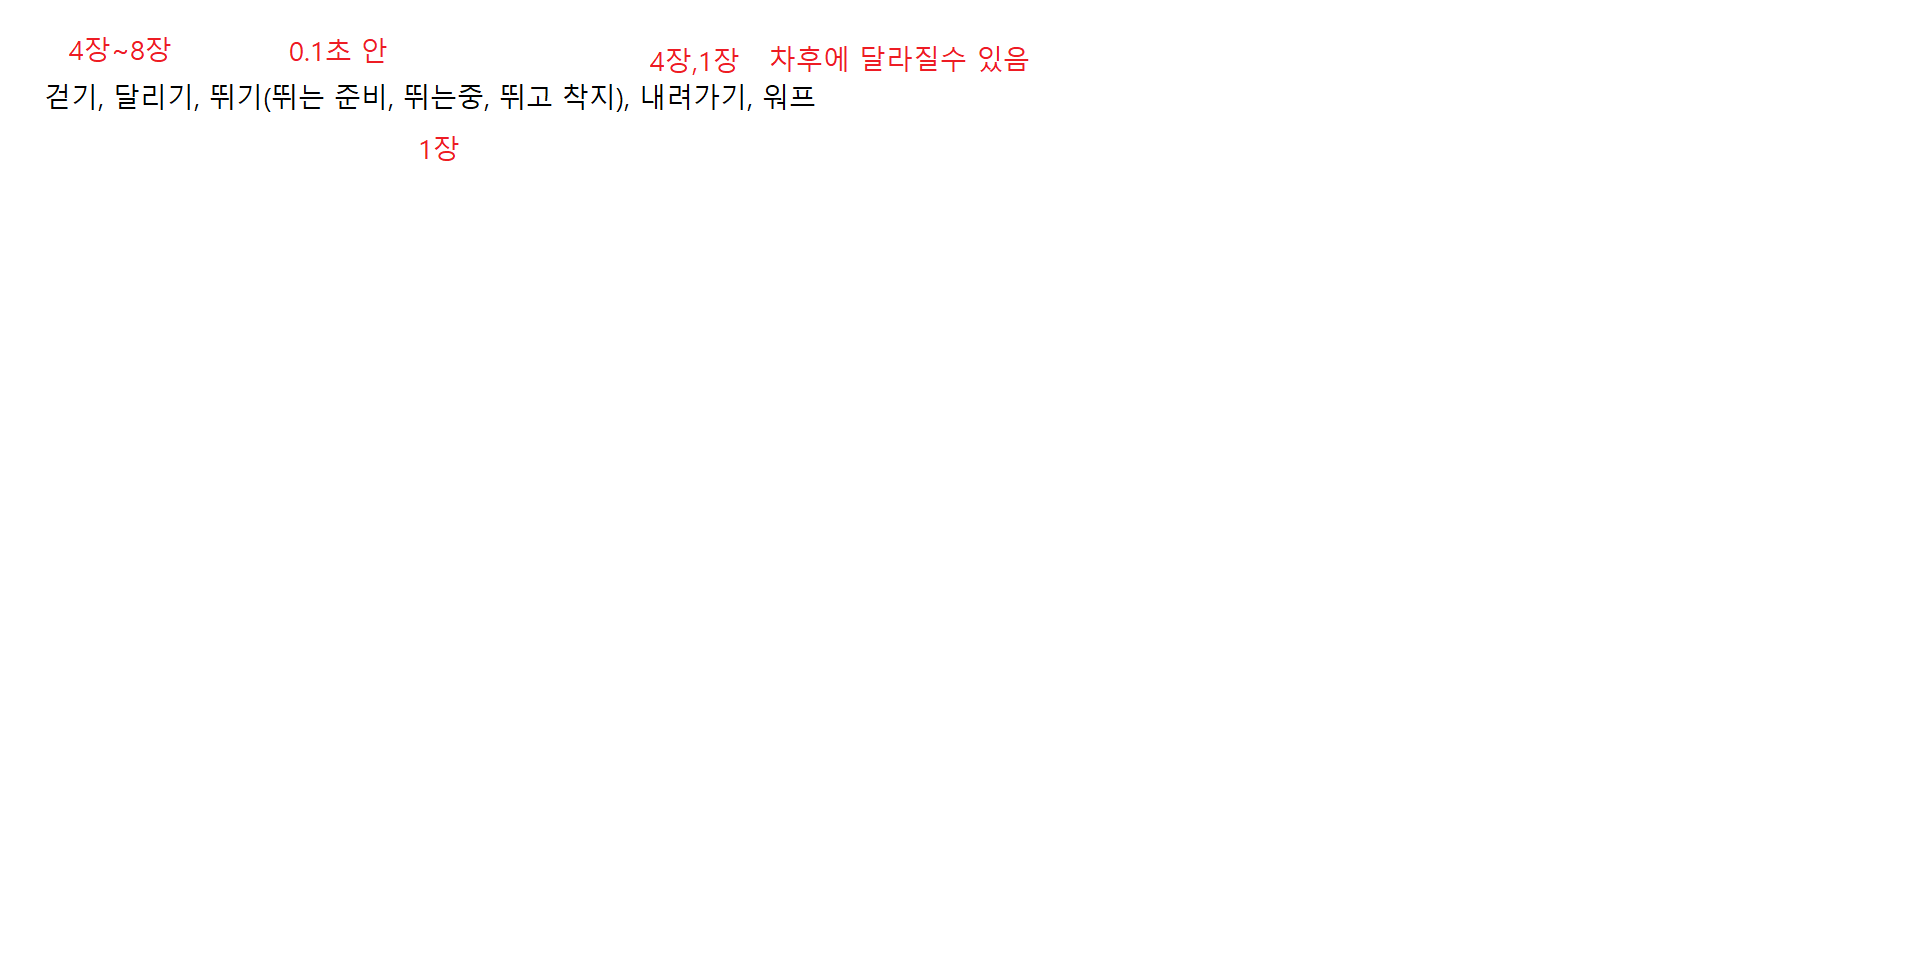 4장~8장 0.1초 안 4장,1장 차후에 달라질수 있음
걷기, 달리기, 뛰기(뛰는 준비, 뛰는중, 뛰고 착지), 내려가기, 워프
1장